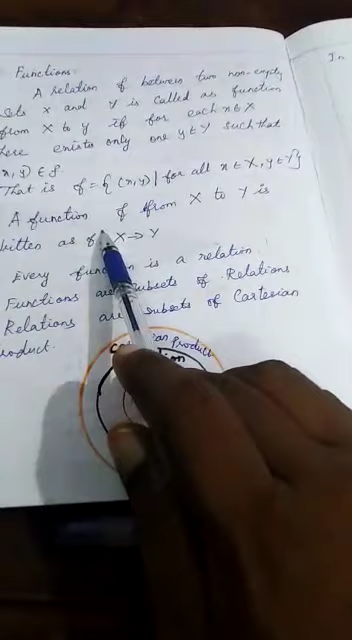 Functions:
A relation f between two non-empty
sets X and Y is called as function
from X to Y if for each x ∈ X
there exists only one y ∈ Y such that
x, y) ∈ f.
That is f = { (x, y) | for all x ∈ X, y ∈ Y}
A function f from X to Y is
written as f X → Y
Every function is a relation.
Functions are subsets of Relations
Relations are subsets of Cartesian
product.
product
In